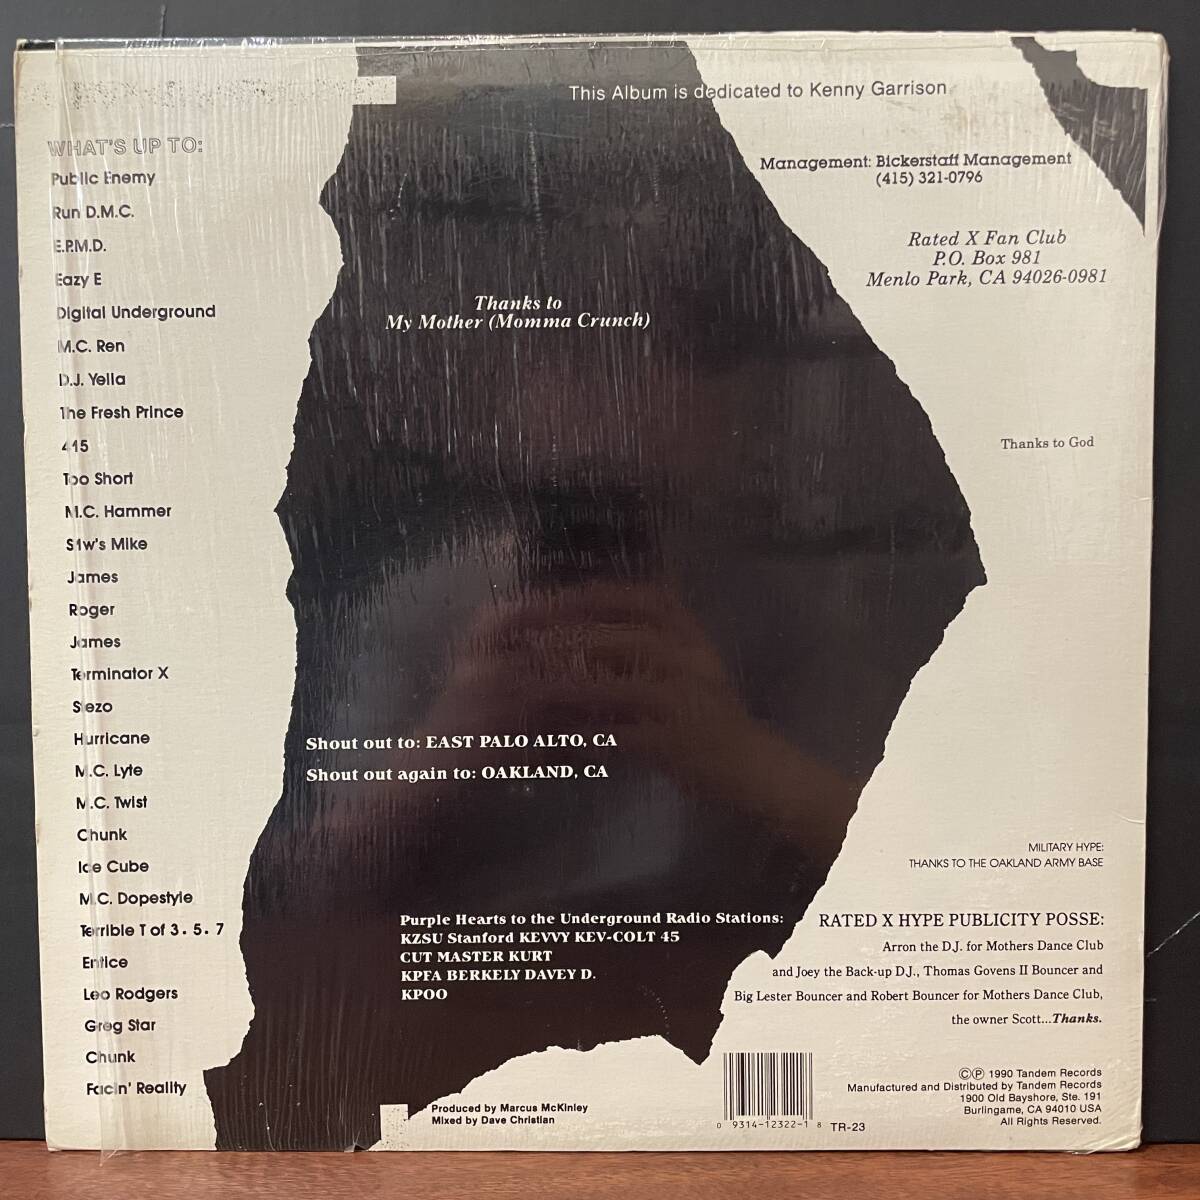 This Album is dedicated to Kenny Garrison
WHAT'S UP TO:
Public Enemy
Run D.M.C.
E.P.M.D.
Eazy E
Digital Underground
M.C. Ren
D.J. Yella
The Fresh Prince
415
Too Short
M.C. Hammer
S1w's Mike
James
Roger
James
Terminator X
Stezo
Hurricane
M.C. Lyte
M.C. Twist
Chunk
Ice Cube
M.C. Dopestyle
Terrible T of 3. 5. 7
Entice
Leo Rodgers
Greg Star
Chunk
Facin' Reality
Thanks to
My Mother (Momma Crunch)
Shout out to: EAST PALO ALTO, CA
Shout out again to: OAKLAND, CA
Purple Hearts to the Underground Radio Stations:
KZSU Stanford KEVVY KEV-COLT 45
CUT MASTER KURT
KPFA BERKELY DAVEY D.
KPOO
Produced by Marcus McKinley
Mixed by Dave Christian
Management: Bickerstaff Management
(415) 321-0796
Rated X Fan Club
P.O. Box 981
Menlo Park, CA 94026-0981
Thanks to God
MILITARY HYPE:
THANKS TO THE OAKLAND ARMY BASE
RATED X HYPE PUBLICITY POSSE:
Arron the D.J. for Mothers Dance Club
and Joey the Back-up D.J., Thomas Govens II Bouncer and
Big Lester Bouncer and Robert Bouncer for Mothers Dance Club,
the owner Scott...Thanks.
0 9314-12322-1 8 TR-23
©℗ 1990 Tandem Records
Manufactured and Distributed by Tandem Records
1900 Old Bayshore, Ste. 191
Burlingame, CA 94010 USA
All Rights Reserved.